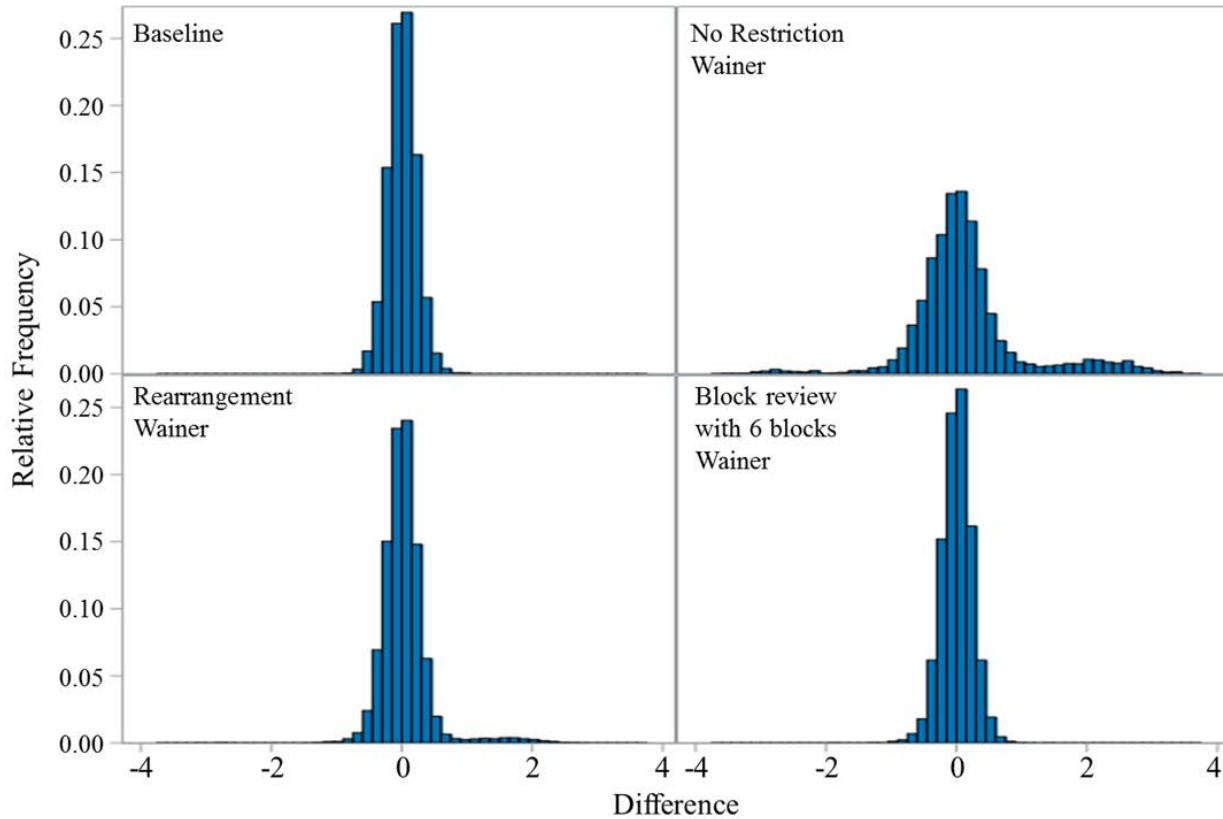 Baseline
No Restriction
Wainer
0.25
0.20
0.15
0.10
0.05
0.00
Relative Frequency
Rearrangement
Wainer
Block review
with 6 blocks
Wainer
0.25
0.20
0.15
0.10
0.05
0.00
-4
-2
0
2
4
-4
-2
0
2
4
Difference